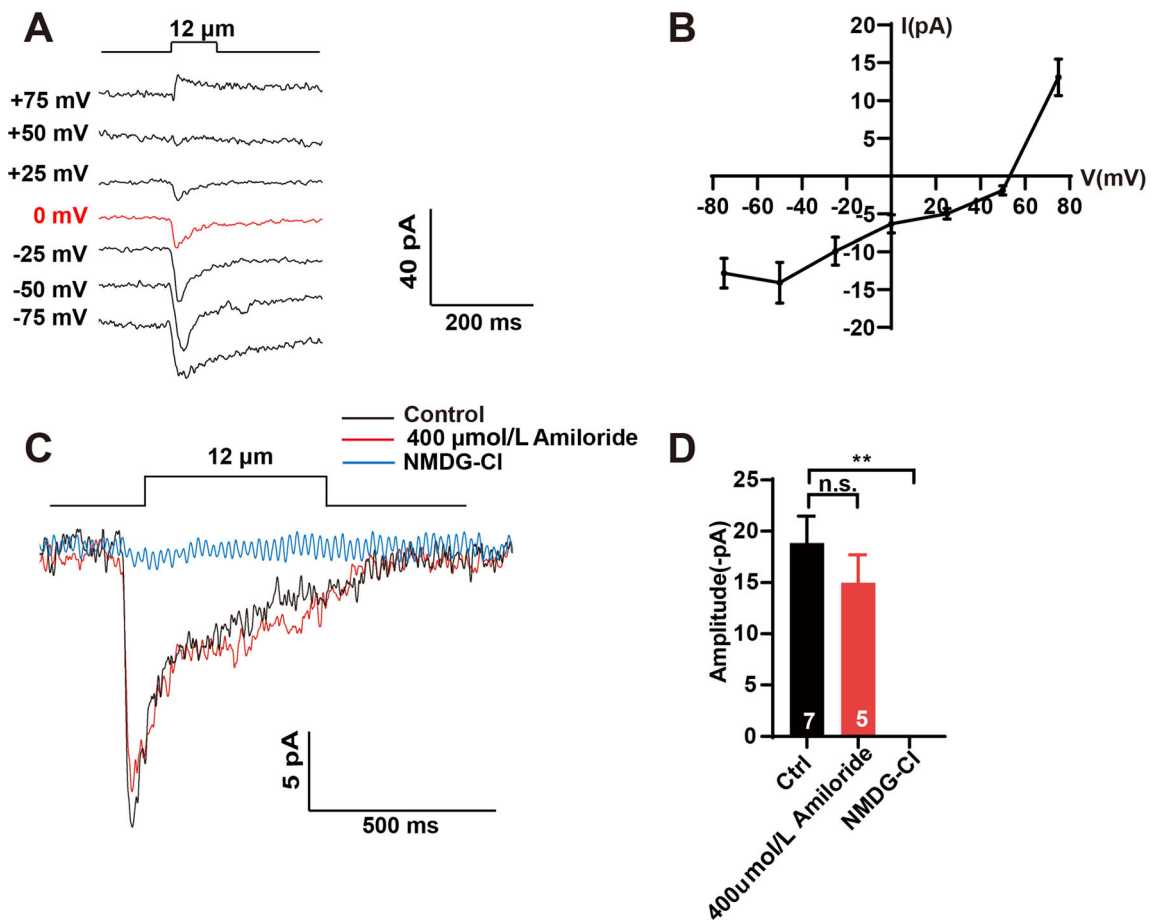 A
12 μm
+75 mV
+50 mV
+25 mV
0 mV
-25 mV
-50 mV
-75 mV
40 pA
200 ms
B
I(pA)
20
15
10
5
-5
-10
-15
-20
V(mV)
-80 -60 -40 -20 20 40 60 80
C
12 μm
Control
400 μmol/L Amiloride
NMDG-Cl
5 pA
500 ms
D
**
n.s.
Amplitude(-pA)
25
20
15
10
5
0
7 5
Ctrl
400umol/L Amiloride
NMDG-Cl